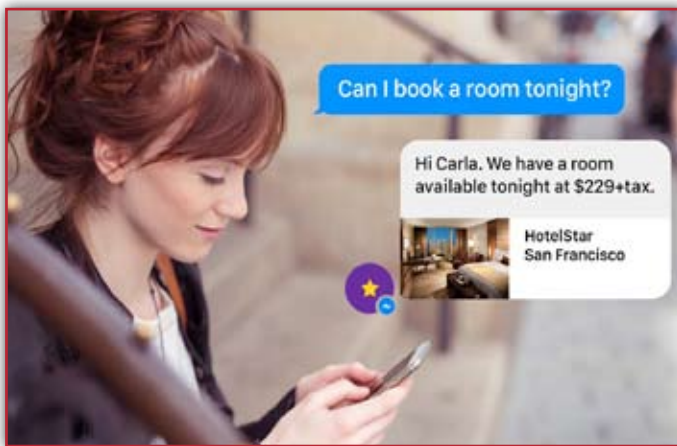 Can I book a room tonight?
Hi Carla. We have a room
available tonight at $229+tax.
HotelStar
San Francisco